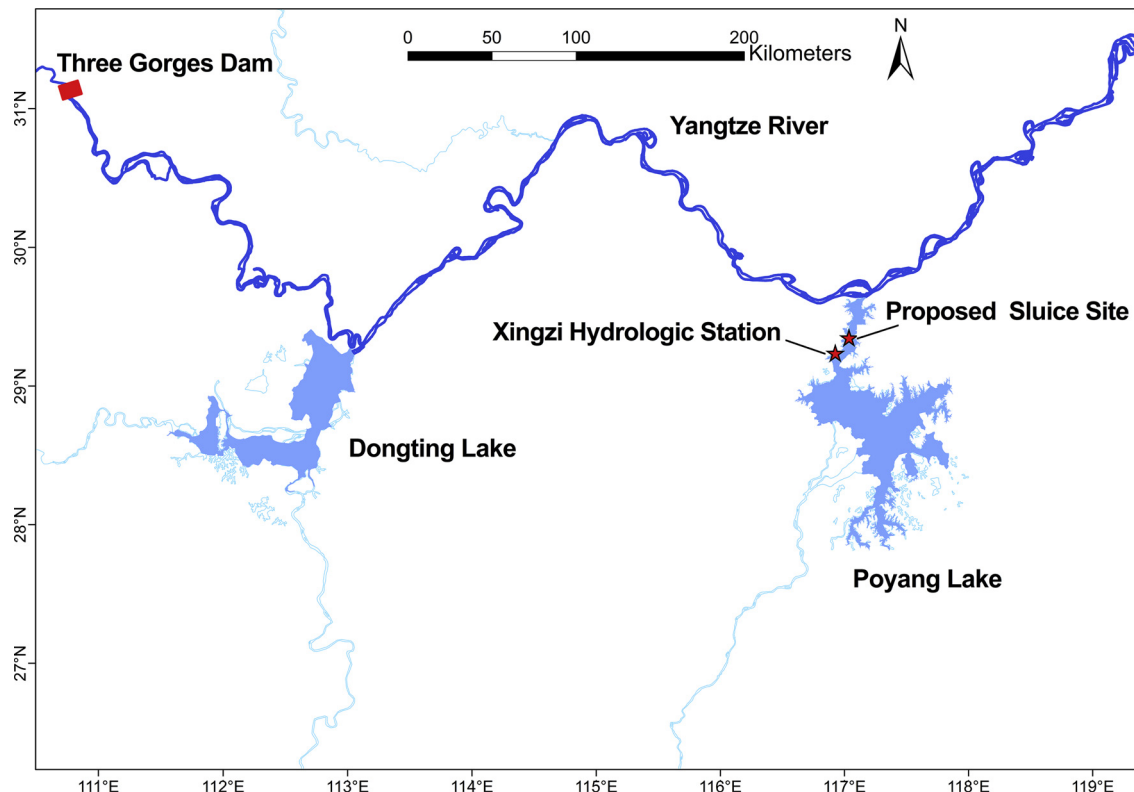 0 50 100 200
Kilometers
N
Three Gorges Dam
Yangtze River
Proposed Sluice Site
Xingzi Hydrologic Station
Dongting Lake
Poyang Lake
31°N
30°N
29°N
28°N
27°N
111°E 112°E 113°E 114°E 115°E 116°E 117°E 118°E 119°E